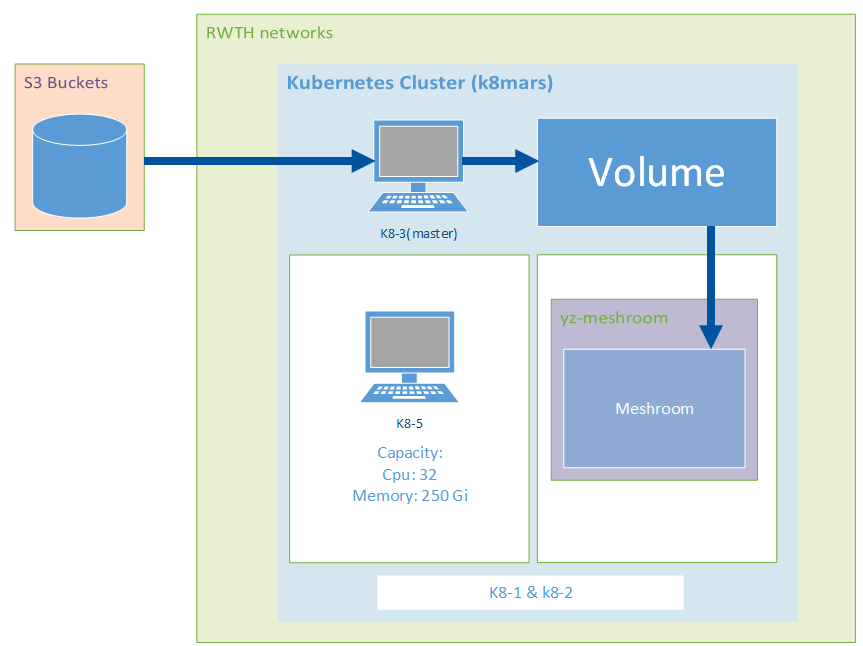 RWTH networks
S3 Buckets
Kubernetes Cluster (k8mars)
Volume
K8-3(master)
yz-meshroom
Meshroom
K8-5
Capacity:
Cpu: 32
Memory: 250 Gi
K8-1 & k8-2